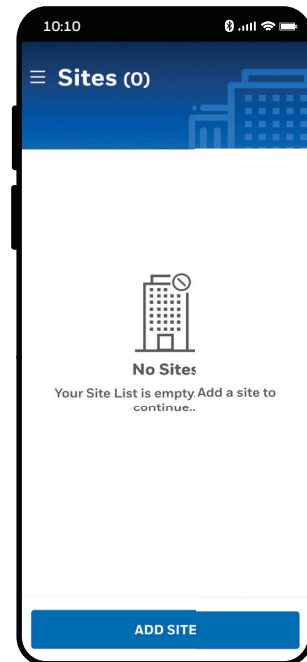 10:10
Sites (0)
No Sites
Your Site List is empty. Add a site to
continue..
ADD SITE